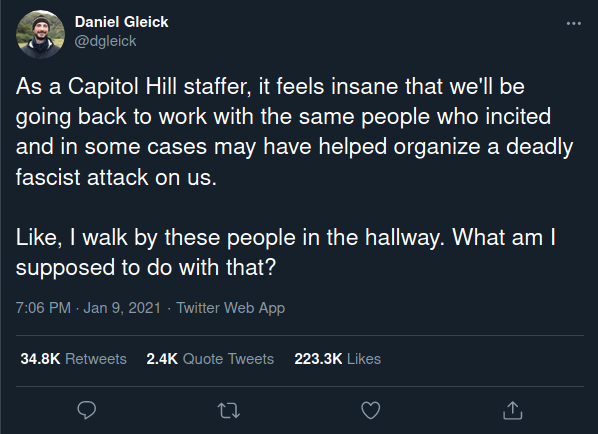 Daniel Gleick
@dgleick
As a Capitol Hill staffer, it feels insane that we'll be
going back to work with the same people who incited
and in some cases may have helped organize a deadly
fascist attack on us.
Like, I walk by these people in the hallway. What am I
supposed to do with that?
7:06 PM · Jan 9, 2021 · Twitter Web App
34.8K Retweets 2.4K Quote Tweets 223.3K Likes